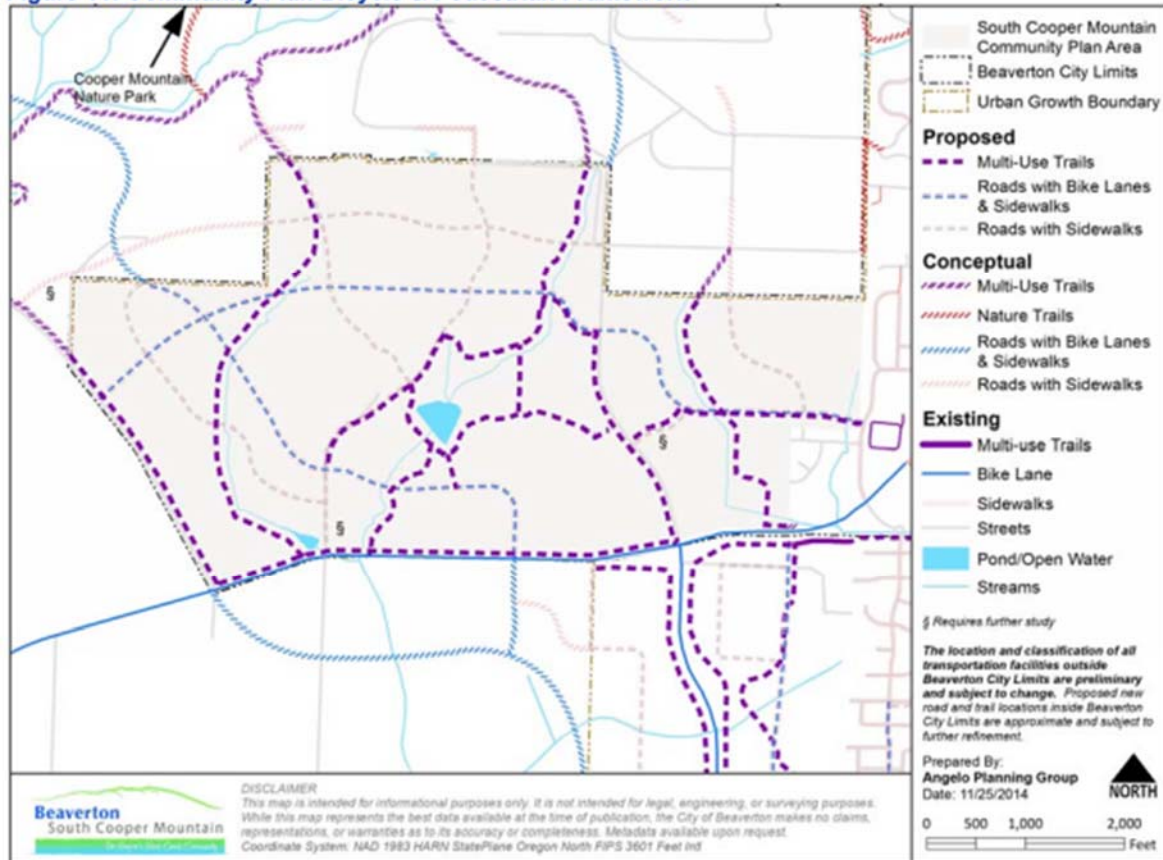 Cooper Mountain
Nature Park
§
§
§
South Cooper Mountain
Community Plan Area
Beaverton City Limits
Urban Growth Boundary
Proposed
Multi-Use Trails
Roads with Bike Lanes
& Sidewalks
Roads with Sidewalks
Conceptual
Multi-Use Trails
Nature Trails
Roads with Bike Lanes
& Sidewalks
Roads with Sidewalks
Existing
Multi-use Trails
Bike Lane
Sidewalks
Streets
Pond/Open Water
Streams
§ Requires further study
The location and classification of all
transportation facilities outside
Beaverton City Limits are preliminary
and subject to change. Proposed new
road and trail locations inside Beaverton
City Limits are approximate and subject to
further refinement.
Prepared By:
Angelo Planning Group
Date: 11/25/2014
NORTH
0 500 1,000 2,000
Feet
Beaverton
South Cooper Mountain
DISCLAIMER
This map is intended for informational purposes only. It is not intended for legal, engineering, or surveying purposes.
While this map represents the best data available at the time of publication, the City of Beaverton makes no claims,
representations, or warranties as to its accuracy or completeness. Metadata available upon request.
Coordinate System: NAD 1983 HARN StatePlane Oregon North FIPS 3601 Feet Intl